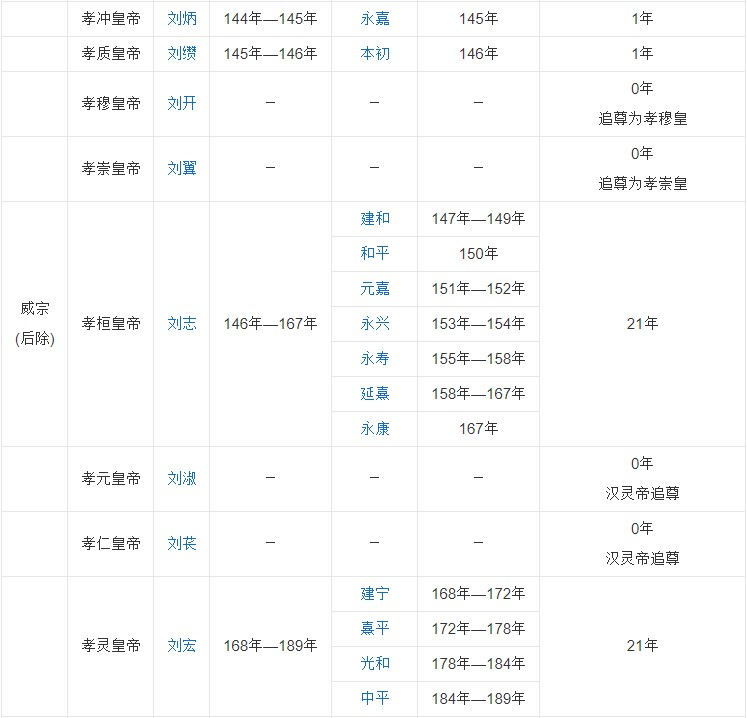 孝冲皇帝 刘炳 144年—145年 永嘉 145年 1年
孝质皇帝 刘缵 145年—146年 本初 146年 1年
孝穆皇帝 刘开 – – – 0年
追尊为孝穆皇
孝崇皇帝 刘翼 – – – 0年
追尊为孝崇皇
威宗
(后除)
孝桓皇帝 刘志 146年—167年
建和 147年—149年
和平 150年
元嘉 151年—152年
永兴 153年—154年
永寿 155年—158年
延熹 158年—167年
永康 167年
21年
孝元皇帝 刘淑 – – – 0年
汉灵帝追尊
孝仁皇帝 刘苌 – – – 0年
汉灵帝追尊
孝灵皇帝 刘宏 168年—189年
建宁 168年—172年
熹平 172年—178年
光和 178年—184年
中平 184年—189年
21年